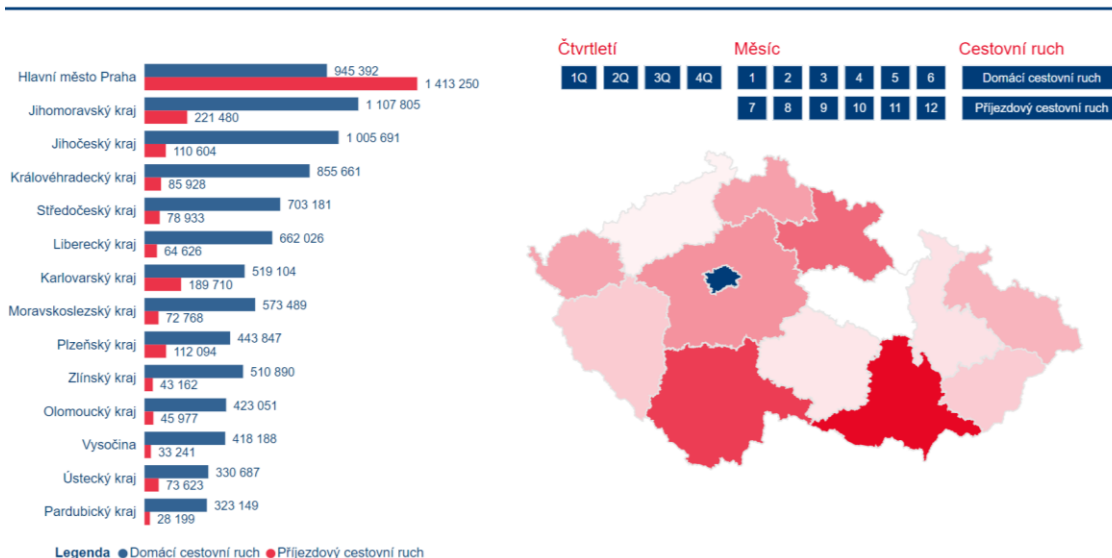 Čtvrtletí Měsíc Cestovní ruch
1Q 2Q 3Q 4Q 1 2 3 4 5 6 Domácí cestovní ruch
7 8 9 10 11 12 Příjezdový cestovní ruch
Hlavní město Praha 945 392
1 413 250
Jihomoravský kraj 1 107 805
221 480
Jihočeský kraj 1 005 691
110 604
Královéhradecký kraj 855 661
85 928
Středočeský kraj 703 181
78 933
Liberecký kraj 662 026
64 626
Karlovarský kraj 519 104
189 710
Moravskoslezský kraj 573 489
72 768
Plzeňský kraj 443 847
112 094
Zlínský kraj 510 890
43 162
Olomoucký kraj 423 051
45 977
Vysočina 418 188
33 241
Ústecký kraj 330 687
73 623
Pardubický kraj 323 149
28 199
Legenda Domácí cestovní ruch Příjezdový cestovní ruch